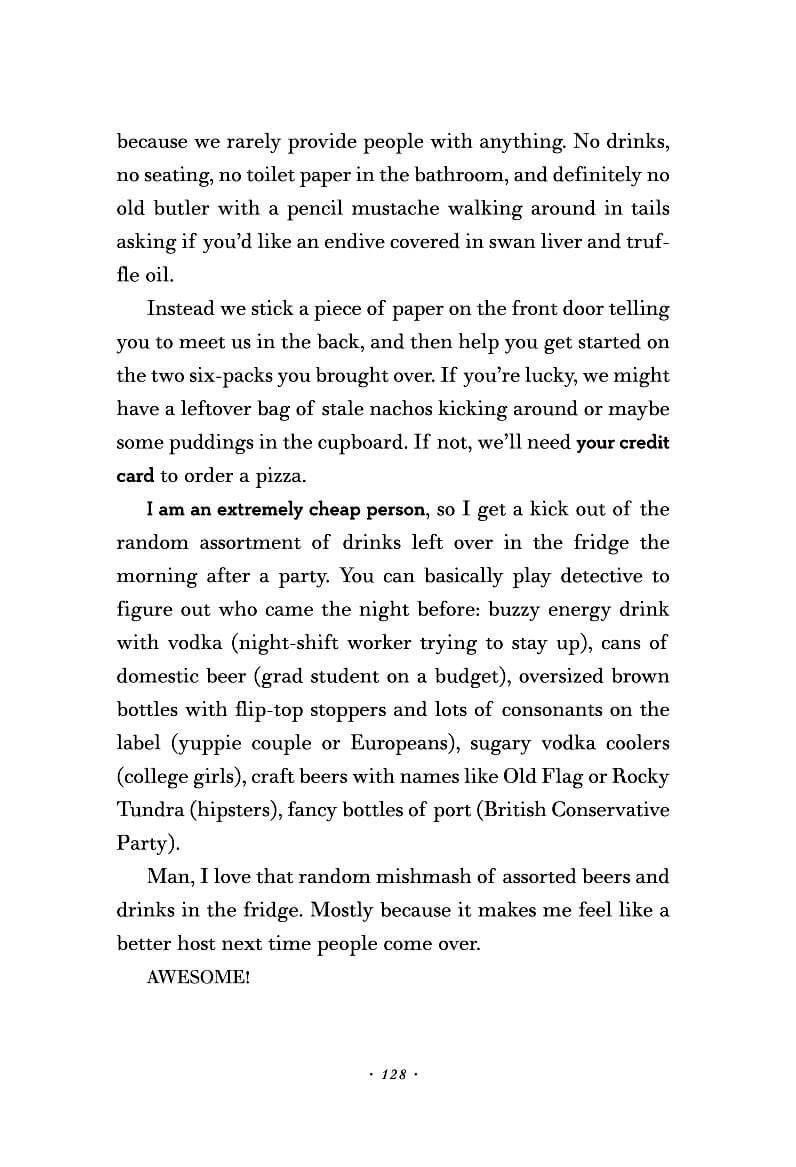 because we rarely provide people with anything. No drinks,
no seating, no toilet paper in the bathroom, and definitely no
old butler with a pencil mustache walking around in tails
asking if you’d like an endive covered in swan liver and truf-
fle oil.
Instead we stick a piece of paper on the front door telling
you to meet us in the back, and then help you get started on
the two six-packs you brought over. If you’re lucky, we might
have a leftover bag of stale nachos kicking around or maybe
some puddings in the cupboard. If not, we’ll need your credit
card to order a pizza.
I am an extremely cheap person, so I get a kick out of the
random assortment of drinks left over in the fridge the
morning after a party. You can basically play detective to
figure out who came the night before: buzzy energy drink
with vodka (night-shift worker trying to stay up), cans of
domestic beer (grad student on a budget), oversized brown
bottles with flip-top stoppers and lots of consonants on the
label (yuppie couple or Europeans), sugary vodka coolers
(college girls), craft beers with names like Old Flag or Rocky
Tundra (hipsters), fancy bottles of port (British Conservative
Party).
Man, I love that random mishmash of assorted beers and
drinks in the fridge. Mostly because it makes me feel like a
better host next time people come over.
AWESOME!
· 128 ·